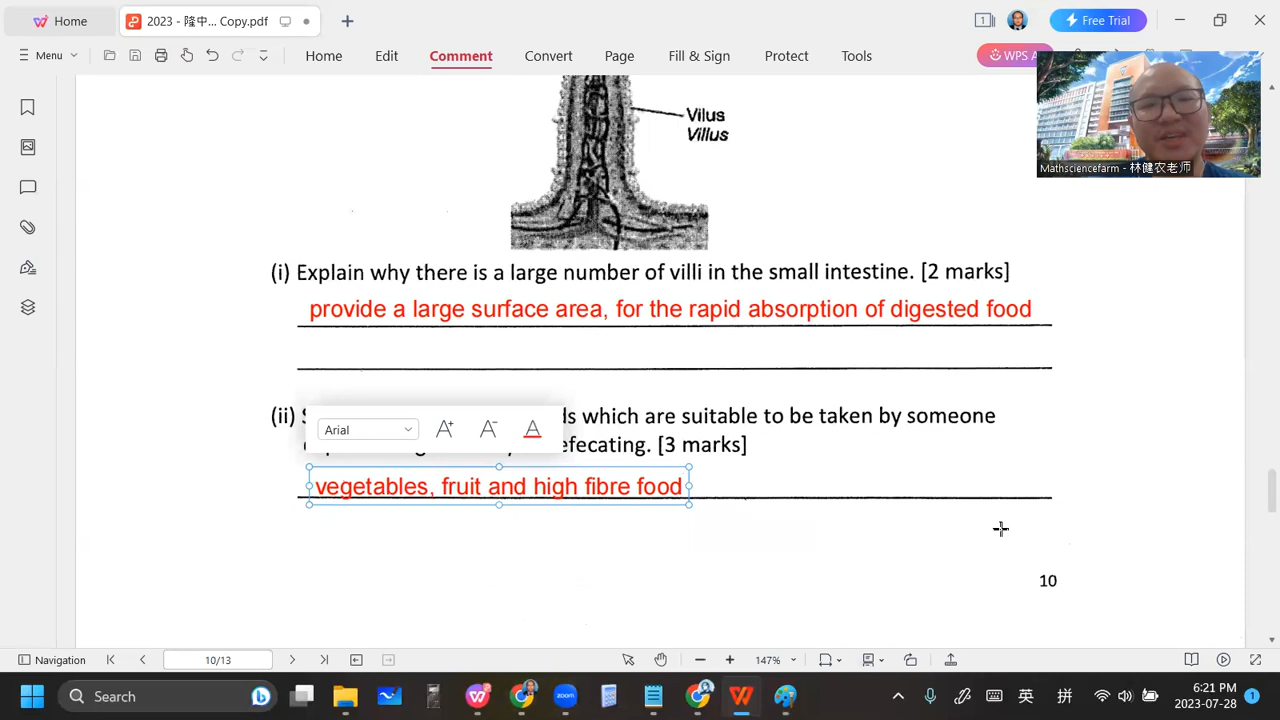 Home
2023 - 隆中... Copy.pdf
1
Free Trial
Menu
Home
Edit
Comment
Convert
Page
Fill & Sign
Protect
Tools
WPS A
Mathsciencefarm - 林健农老师
Vilus
Villus
(i) Explain why there is a large number of villi in the small intestine. [2 marks]
provide a large surface area, for the rapid absorption of digested food
(ii) S ds which are suitable to be taken by someone
Arial
efecating. [3 marks]
vegetables, fruit and high fibre food
10
Navigation
10/13
147%
Search
英
拼
6:21 PM
2023-07-28
1